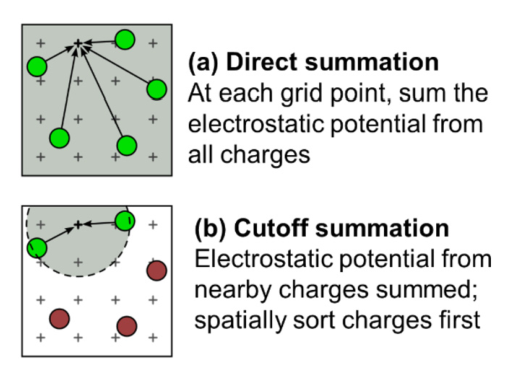 (a) Direct summation
At each grid point, sum the
electrostatic potential from
all charges
(b) Cutoff summation
Electrostatic potential from
nearby charges summed;
spatially sort charges first